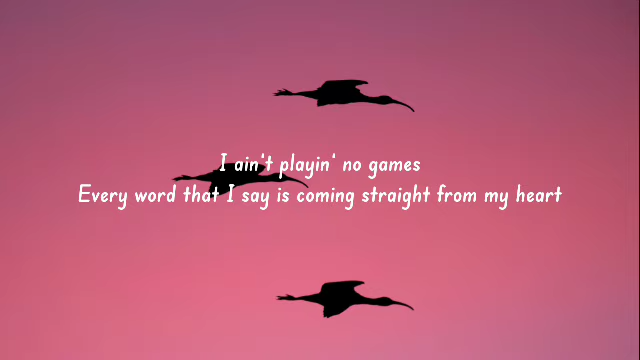 I ain't playin' no games
Every word that I say is coming straight from my heart